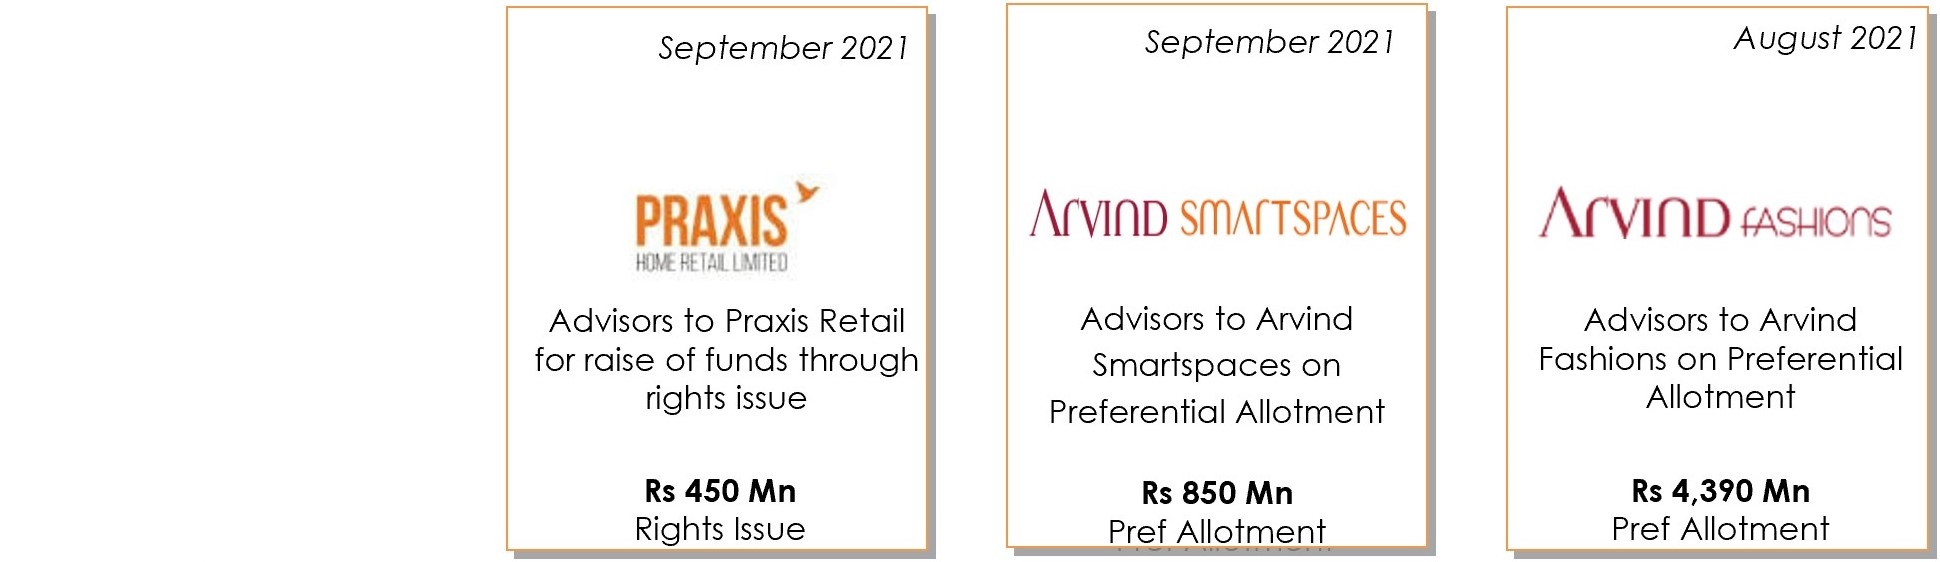 September 2021
PRAXIS
HOME RETAIL LIMITED
Advisors to Praxis Retail
for raise of funds through
rights issue
Rs 450 Mn
Rights Issue
September 2021
ARVIND SMARTSPACES
Advisors to Arvind
Smartspaces on
Preferential Allotment
Rs 850 Mn
Pref Allotment
August 2021
ARVIND FASHIONS
Advisors to Arvind
Fashions on Preferential
Allotment
Rs 4,390 Mn
Pref Allotment